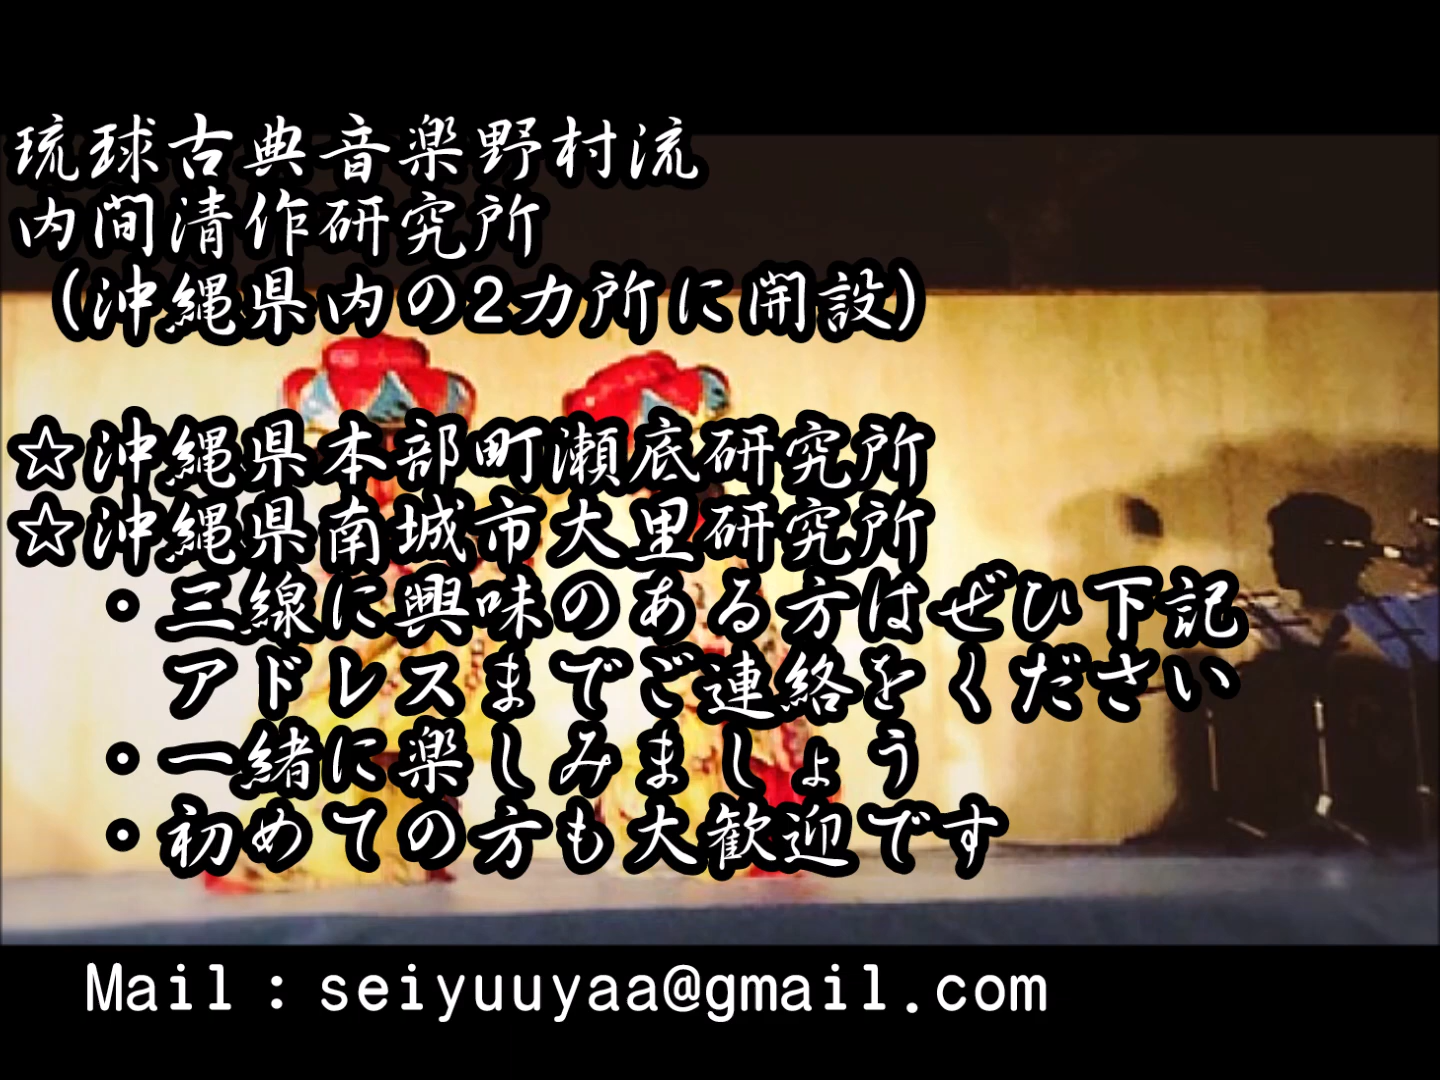 琉球古典音楽野村流
内間清作研究所
（沖縄県内の2カ所に開設）
☆沖縄県本部町瀬底研究所
☆沖縄県南城市大里研究所
・三線に興味のある方はぜひ下記
アドレスまでご連絡をください
・一緒に楽しみましょう
・初めての方も大歓迎です
Mail：seiyuuyaa@gmail.com